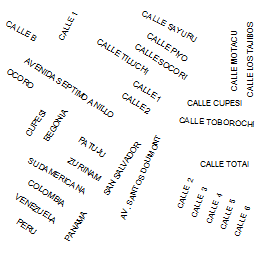 CALLE B
CALLE 1
CALLE SAYURU
CALLE PIYO
CALLE SOCORI
CALLE TILUCHI
CALLE MOTACU
CALLE LOS TAJIBOS
OCORO
AVENIDA SEPTIMO ANILLO
CALLE 1
CALLE 2
CALLE CUPESI
CALLE TOBOROCHI
CUPESI
BEGONIA
PATUJU
ZURINAM
SAN SALVADOR
AV. SANTOS DOUMONT
CALLE TOTAI
SUDAMERICANA
COLOMBIA
VENEZUELA
PERU
PANAMA
CALLE 2
CALLE 3
CALLE 4
CALLE 5
CALLE 6